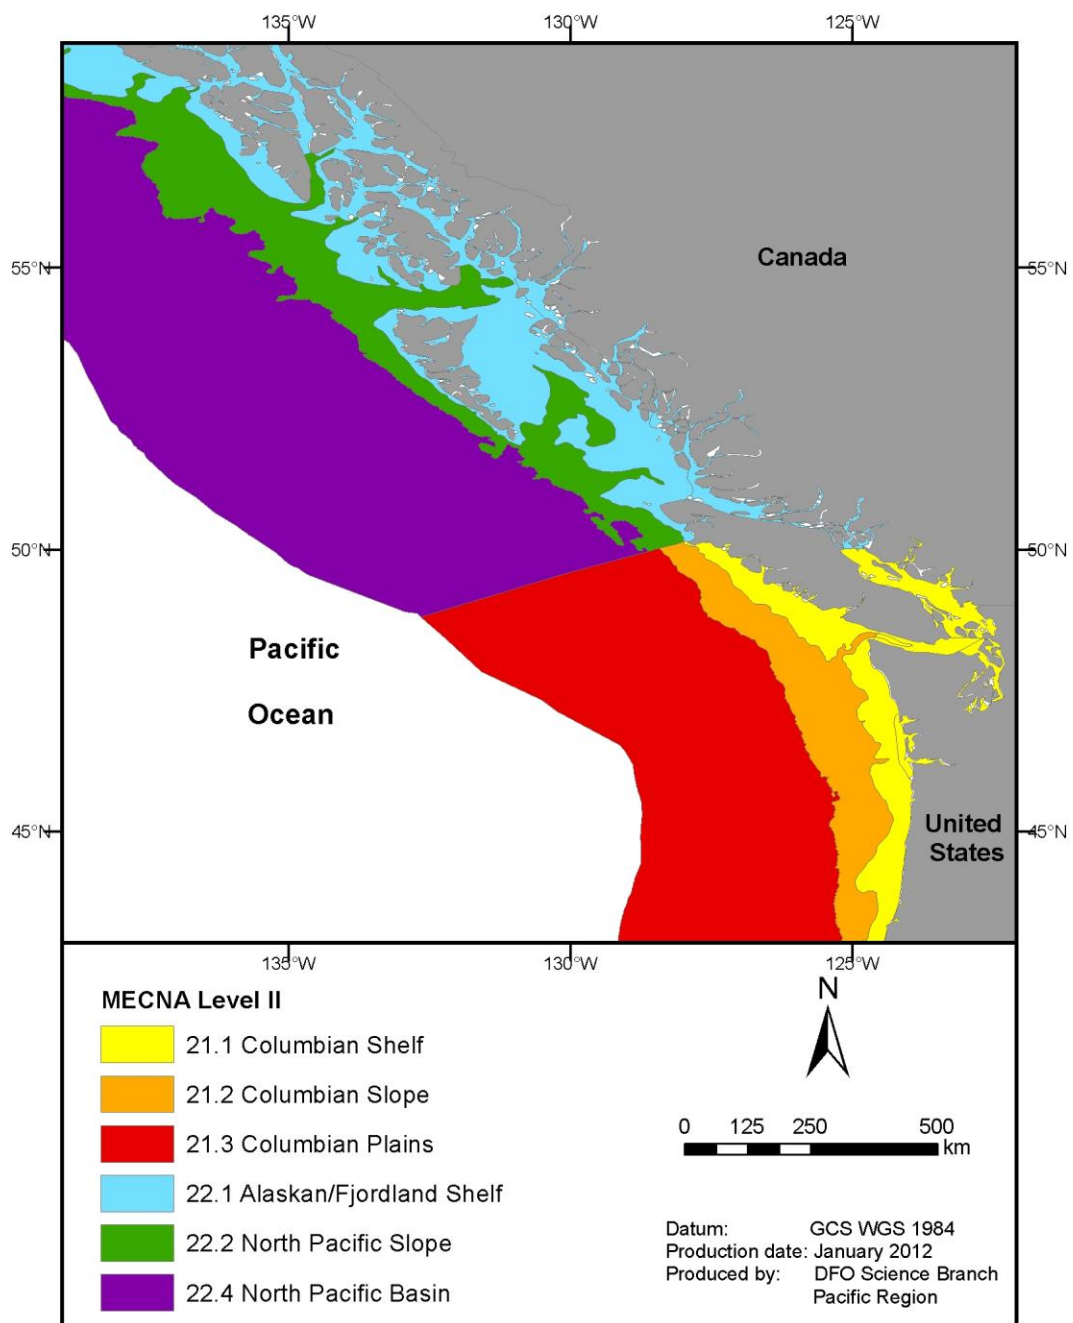 135°W 130°W 125°W
Canada
55°N 55°N
50°N 50°N
Pacific
Ocean
45°N 45°N
United
States
135°W 130°W 125°W
MECNA Level II
N
21.1 Columbian Shelf
21.2 Columbian Slope
21.3 Columbian Plains
22.1 Alaskan/Fjordland Shelf
22.2 North Pacific Slope
22.4 North Pacific Basin
0 125 250 500
km
Datum: GCS WGS 1984
Production date: January 2012
Produced by: DFO Science Branch
Pacific Region